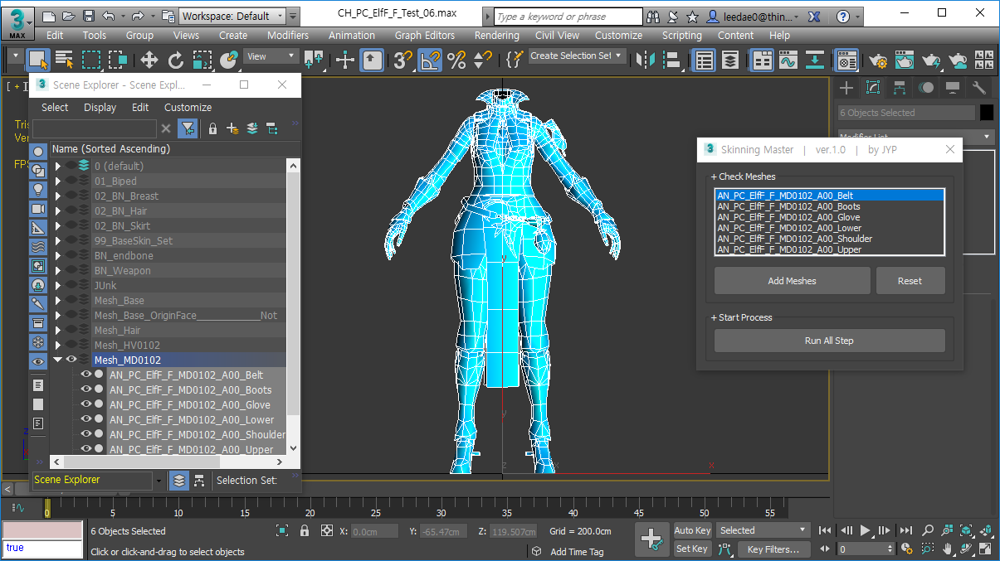 3 MAX
Workspace: Default
CH_PC_ElfF_F_Test_06.max
Type a keyword or phrase
leedae0@thin...
Edit Tools Group Views Create Modifiers Animation Graph Editors Rendering Civil View Customize Scripting Content Help
View
Create Selection Set
[ + ]
Scene Explorer - Scene Expl...
Select Display Edit Customize
Name (Sorted Ascending)
0 (default)
01_Biped
02_BN_Breast
02_BN_Hair
02_BN_Skirt
99_BaseSkin_Set
BN_endbone
BN_Weapon
JUnk
Mesh_Base
Mesh_Base_OriginFace____________Not
Mesh_Hair
Mesh_HV0102
Mesh_MD0102
AN_PC_ElfF_F_MD0102_A00_Belt
AN_PC_ElfF_F_MD0102_A00_Boots
AN_PC_ElfF_F_MD0102_A00_Glove
AN_PC_ElfF_F_MD0102_A00_Lower
AN_PC_ElfF_F_MD0102_A00_Shoulder
AN_PC_ElfF_F_MD0102_A00_Upper
Scene Explorer
Selection Set:
Tris
Ver
FPS
6 Objects Selected
Modifier List
Skinning Master | ver.1.0 | by JYP
+ Check Meshes
AN_PC_ElfF_F_MD0102_A00_Belt
AN_PC_ElfF_F_MD0102_A00_Boots
AN_PC_ElfF_F_MD0102_A00_Glove
AN_PC_ElfF_F_MD0102_A00_Lower
AN_PC_ElfF_F_MD0102_A00_Shoulder
AN_PC_ElfF_F_MD0102_A00_Upper
Add Meshes
Reset
+ Start Process
Run All Step
y
y
z
x
x
0 5 10 15 20 25 30 35 40 45 50 55
true
6 Objects Selected
X: 0.0cm Y: -65.47cm Z: 119.507cm Grid = 200.0cm
Click or click-and-drag to select objects
Add Time Tag
Auto Key Selected
Set Key Key Filters...
0